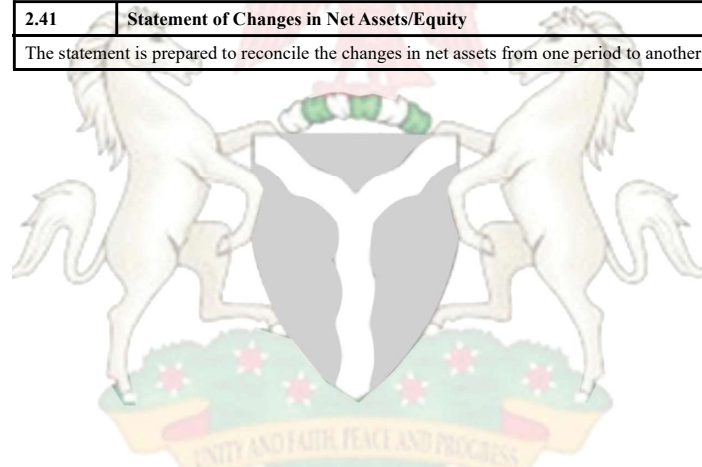 2.41 Statement of Changes in Net Assets/Equity
The statement is prepared to reconcile the changes in net assets from one period to another
UNITY AND FAITH, PEACE AND PROGRESS